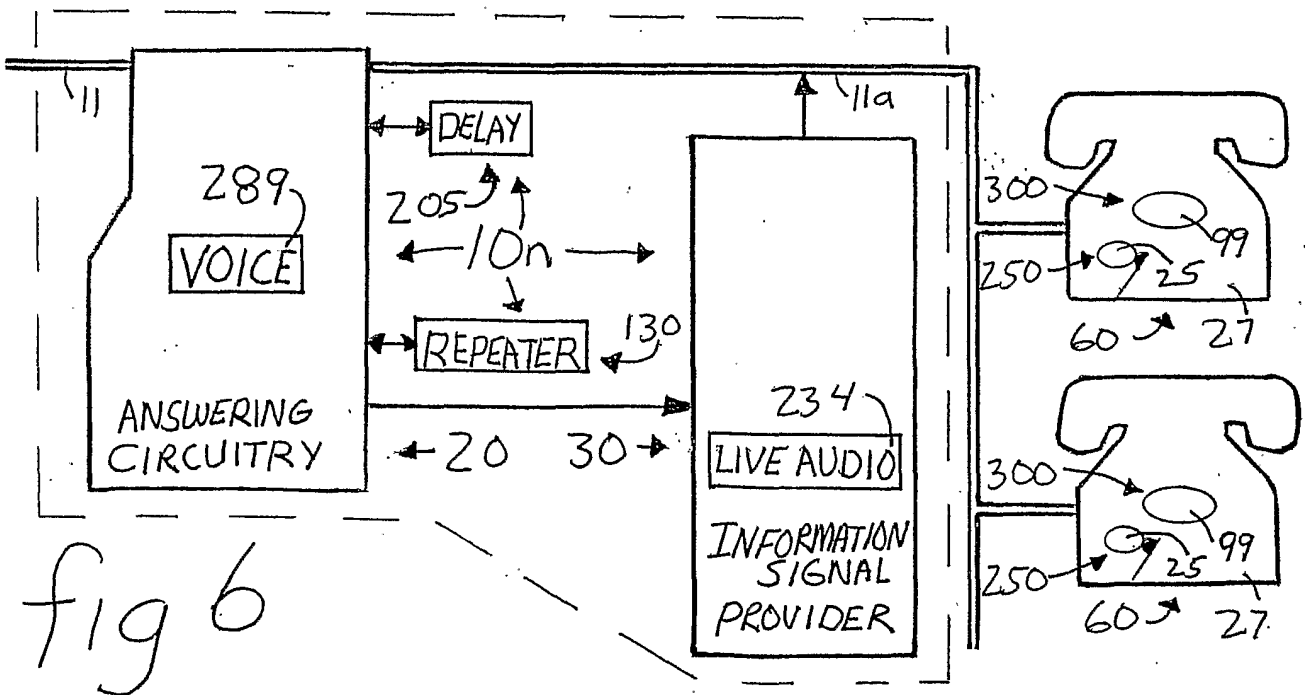 11
11a
DELAY
289
205
10n
VOICE
300
99
250
25
27
60
130
REPEATER
234
ANSWERING
CIRCUITRY
20
30
LIVE AUDIO
INFORMATION
SIGNAL
PROVIDER
300
99
250
25
27
60
fig 6